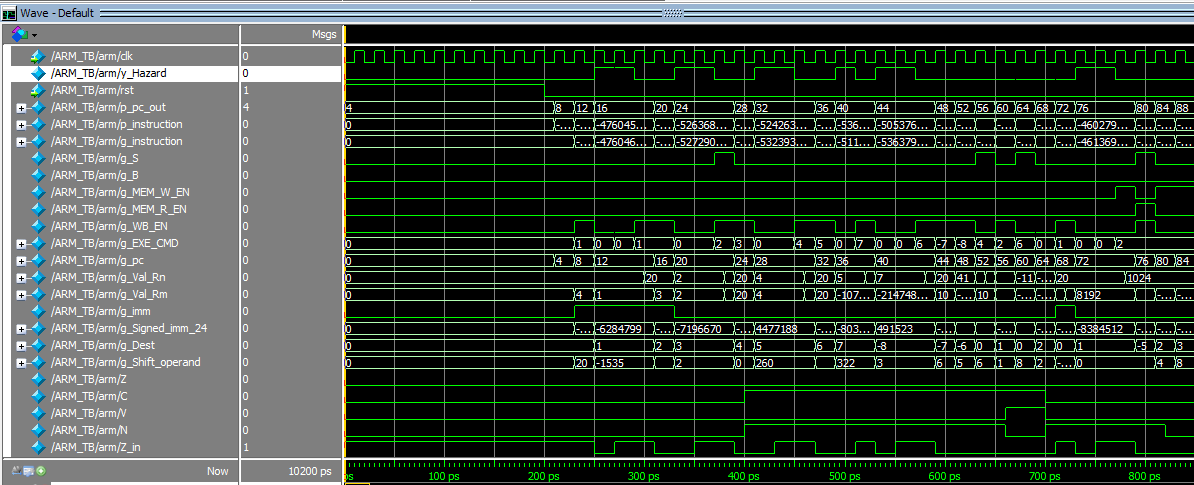 Wave - Default
Msgs
/ARM_TB/arm/clk 0
/ARM_TB/arm/y_Hazard 0
/ARM_TB/arm/rst 1
/ARM_TB/arm/p_pc_out 4 4 8 12 16 20 24 28 32 36 40 44 48 52 56 60 64 68 72 76 80 84 88
/ARM_TB/arm/p_instruction 0 0 -... -476045... -... -526368... -... -524263... -... -536... -... -505376... -... -... -... -... -... -... -... -460279... -... -... -...
/ARM_TB/arm/g_instruction 0 0 -... -476046... -... -527290... -... -532393... -... -511... -... -536379... -... -... -... -... -... -... -... -461369... -... -... -...
/ARM_TB/arm/g_S 0
/ARM_TB/arm/g_B 0
/ARM_TB/arm/g_MEM_W_EN 0
/ARM_TB/arm/g_MEM_R_EN 0
/ARM_TB/arm/g_WB_EN 0
/ARM_TB/arm/g_EXE_CMD 0 0 1 0 0 1 0 2 3 0 4 5 0 7 0 0 6 -7 -8 4 2 6 0 1 0 0 2
/ARM_TB/arm/g_pc 0 0 4 8 12 16 20 24 28 32 36 40 44 48 52 56 60 64 68 72 76 80 84
/ARM_TB/arm/g_Val_Rn 0 0 20 2 20 4 20 5 7 20 41 -11 -... 20 1024
/ARM_TB/arm/g_Val_Rm 0 0 4 1 3 2 20 4 20 -107... -214748... 10 -... 10 -... 8192 -... -...
/ARM_TB/arm/g_imm 0
/ARM_TB/arm/g_Signed_imm_24 0 0 -... -6284799 -... -7196670 -... 4477188 -... -803... 491523 -... -... -... -... -... -... -... -8384512 -... -... -...
/ARM_TB/arm/g_Dest 0 0 1 2 3 4 5 6 7 -8 -7 -6 0 1 0 2 0 1 -5 2 3
/ARM_TB/arm/g_Shift_operand 0 0 20 -1535 2 0 260 322 3 6 5 6 1 8 2 -... 0 4 8
/ARM_TB/arm/Z 0
/ARM_TB/arm/C 0
/ARM_TB/arm/V 0
/ARM_TB/arm/N 0
/ARM_TB/arm/Z_in 1
Now 10200 ps
ps 100 ps 200 ps 300 ps 400 ps 500 ps 600 ps 700 ps 800 ps